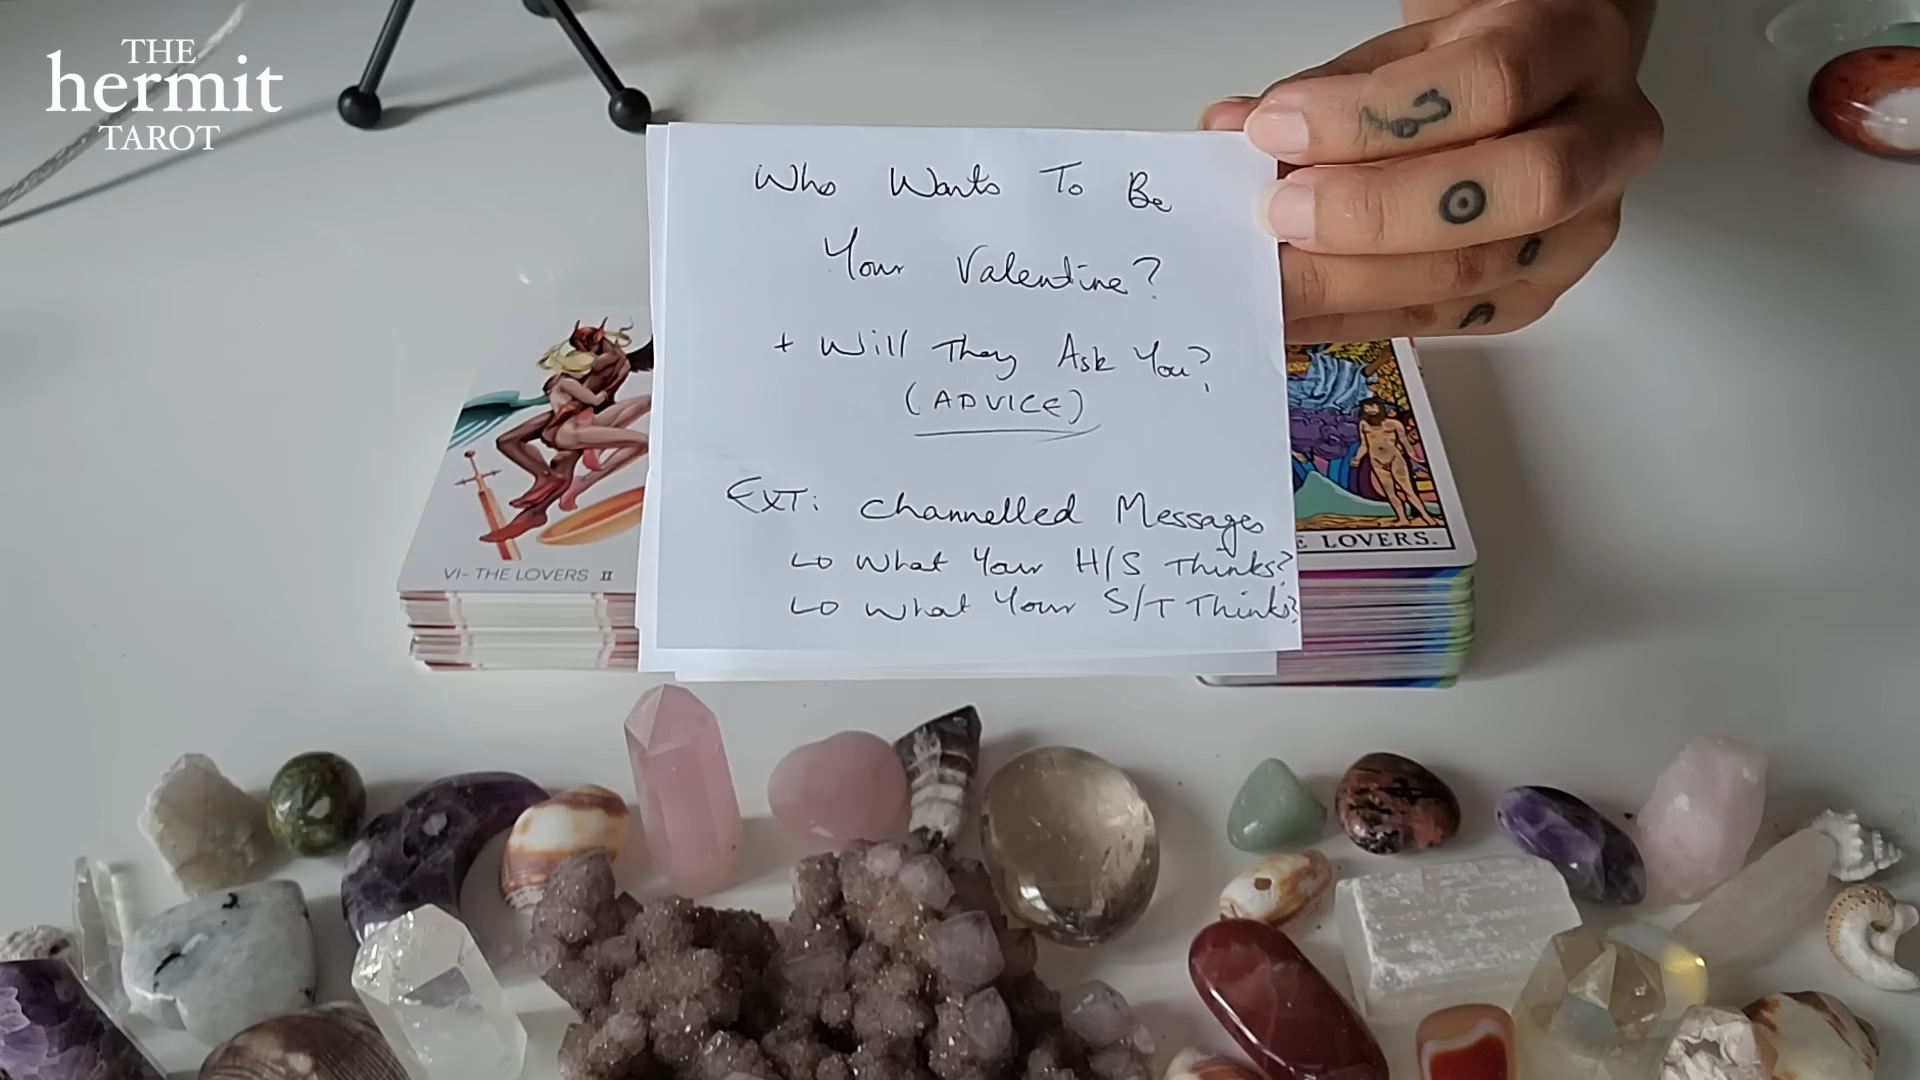 THE
hermit
TAROT
Who Wants To Be
Your Valentine?
+ Will They Ask You?
(ADVICE)
EXT: Channelled Messages
↳ What Your H/S Thinks?
↳ What Your S/T Thinks?
VI- THE LOVERS II
E LOVERS.